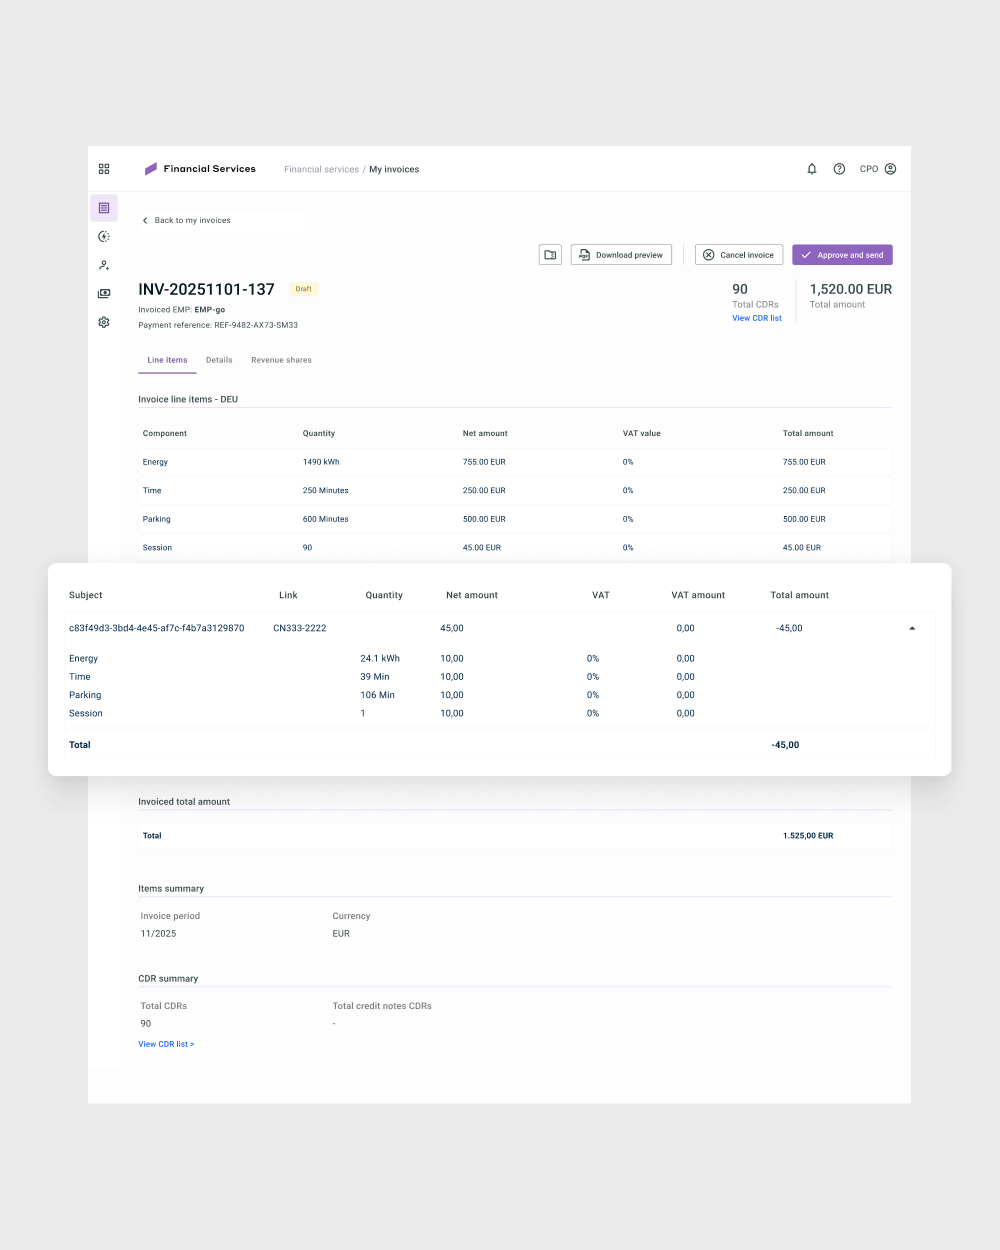 Financial Services
Financial services / My invoices
CPO
Back to my invoices
Download preview
Cancel invoice
Approve and send
INV-20251101-137
Draft
90
1,520.00 EUR
Invoiced EMP: EMP-go
Total CDRs
Total amount
Payment reference: REF-9482-AX73-SM33
View CDR list
Line items Details Revenue shares
Invoice line items - DEU
Component Quantity Net amount VAT value Total amount
Energy 1490 kWh 755.00 EUR 0% 755.00 EUR
Time 250 Minutes 250.00 EUR 0% 250.00 EUR
Parking 600 Minutes 500.00 EUR 0% 500.00 EUR
Session 90 45.00 EUR 0% 45.00 EUR
Subject Link Quantity Net amount VAT VAT amount Total amount
c83f49d3-3bd4-4e45-af7c-f4b7a3129870 CN333-2222 45,00 0,00 -45,00
Energy 24.1 kWh 10,00 0% 0,00
Time 39 Min 10,00 0% 0,00
Parking 106 Min 10,00 0% 0,00
Session 1 10,00 0% 0,00
Total -45,00
Invoiced total amount
Total 1.525,00 EUR
Items summary
Invoice period Currency
11/2025 EUR
CDR summary
Total CDRs Total credit notes CDRs
90 -
View CDR list >